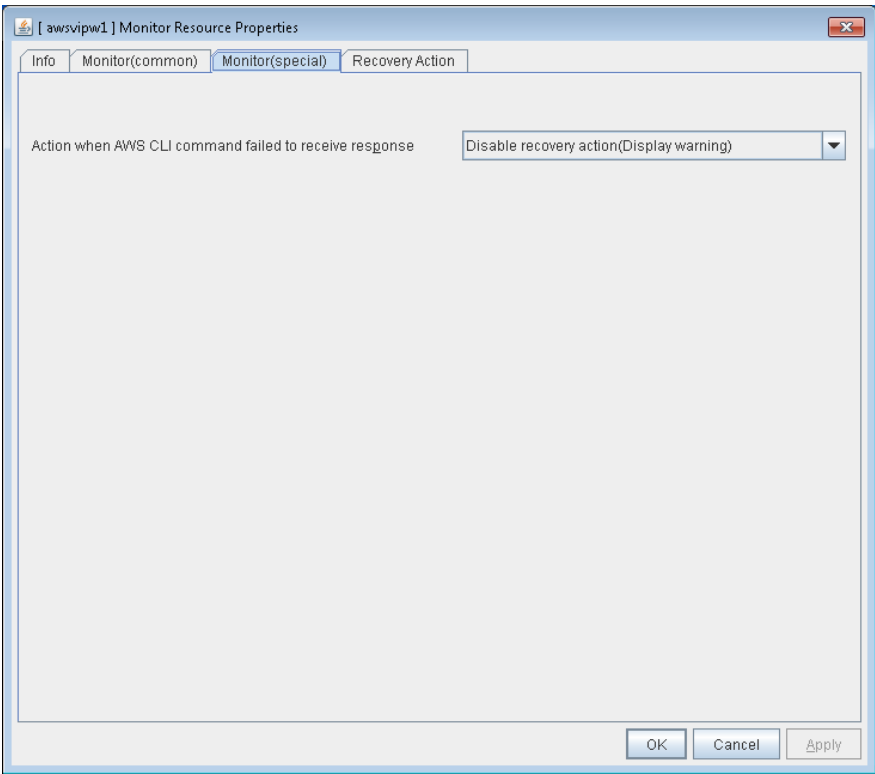 [ awsvipw1 ] Monitor Resource Properties
Info Monitor(common) Monitor(special) Recovery Action
Action when AWS CLI command failed to receive response Disable recovery action(Display warning)
OK Cancel Apply